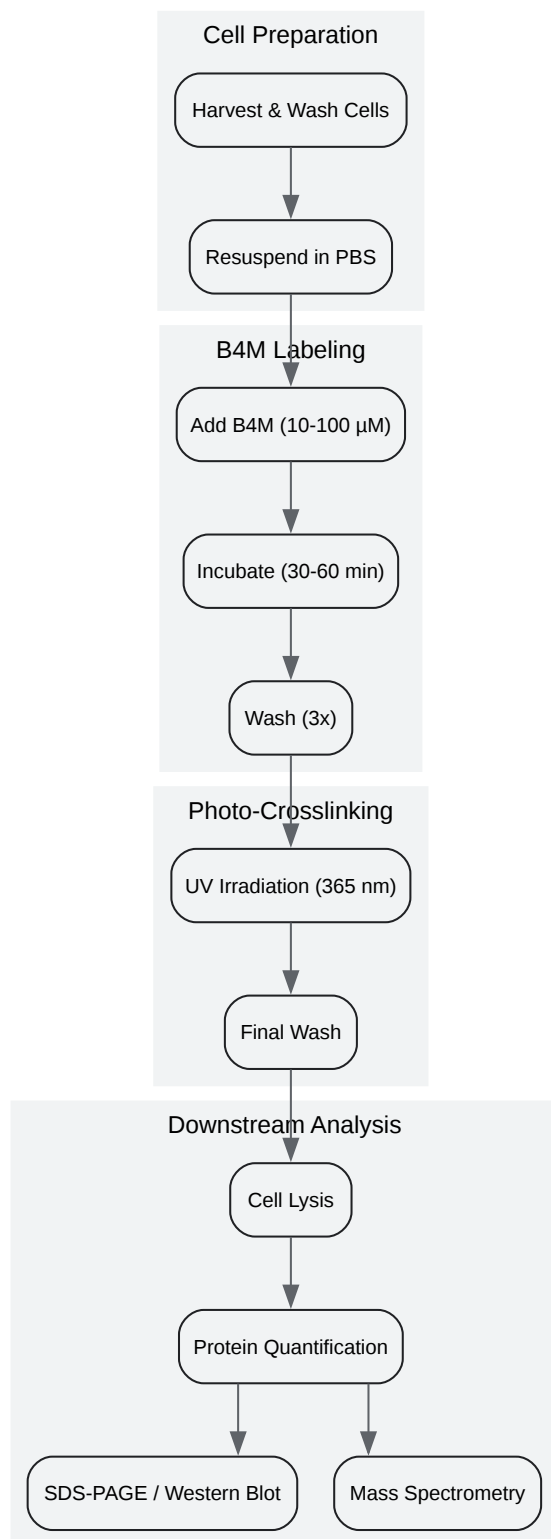 Cell Preparation
Harvest & Wash Cells
Resuspend in PBS
B4M Labeling
Add B4M (10-100 µM)
Incubate (30-60 min)
Wash (3x)
Photo-Crosslinking
UV Irradiation (365 nm)
Final Wash
Downstream Analysis
Cell Lysis
Protein Quantification
SDS-PAGE / Western Blot
Mass Spectrometry